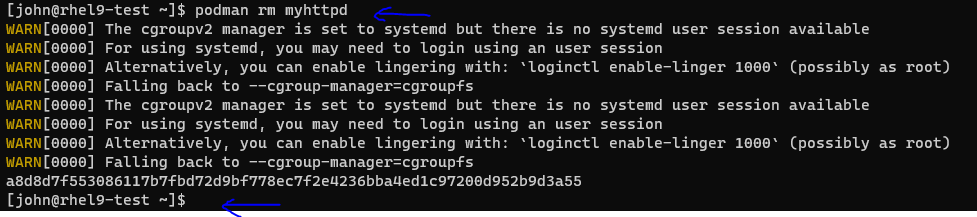 [john@rhel9-test ~]$ podman rm myhttpd
WARN[0000] The cgroupv2 manager is set to systemd but there is no systemd user session available
WARN[0000] For using systemd, you may need to login using an user session
WARN[0000] Alternatively, you can enable lingering with: `loginctl enable-linger 1000` (possibly as root)
WARN[0000] Falling back to --cgroup-manager=cgroupfs
WARN[0000] The cgroupv2 manager is set to systemd but there is no systemd user session available
WARN[0000] For using systemd, you may need to login using an user session
WARN[0000] Alternatively, you can enable lingering with: `loginctl enable-linger 1000` (possibly as root)
WARN[0000] Falling back to --cgroup-manager=cgroupfs
a8d8d7f553086117b7fbd72d9bf778ec7f2e4236bba4ed1c97200d952b9d3a55
[john@rhel9-test ~]$